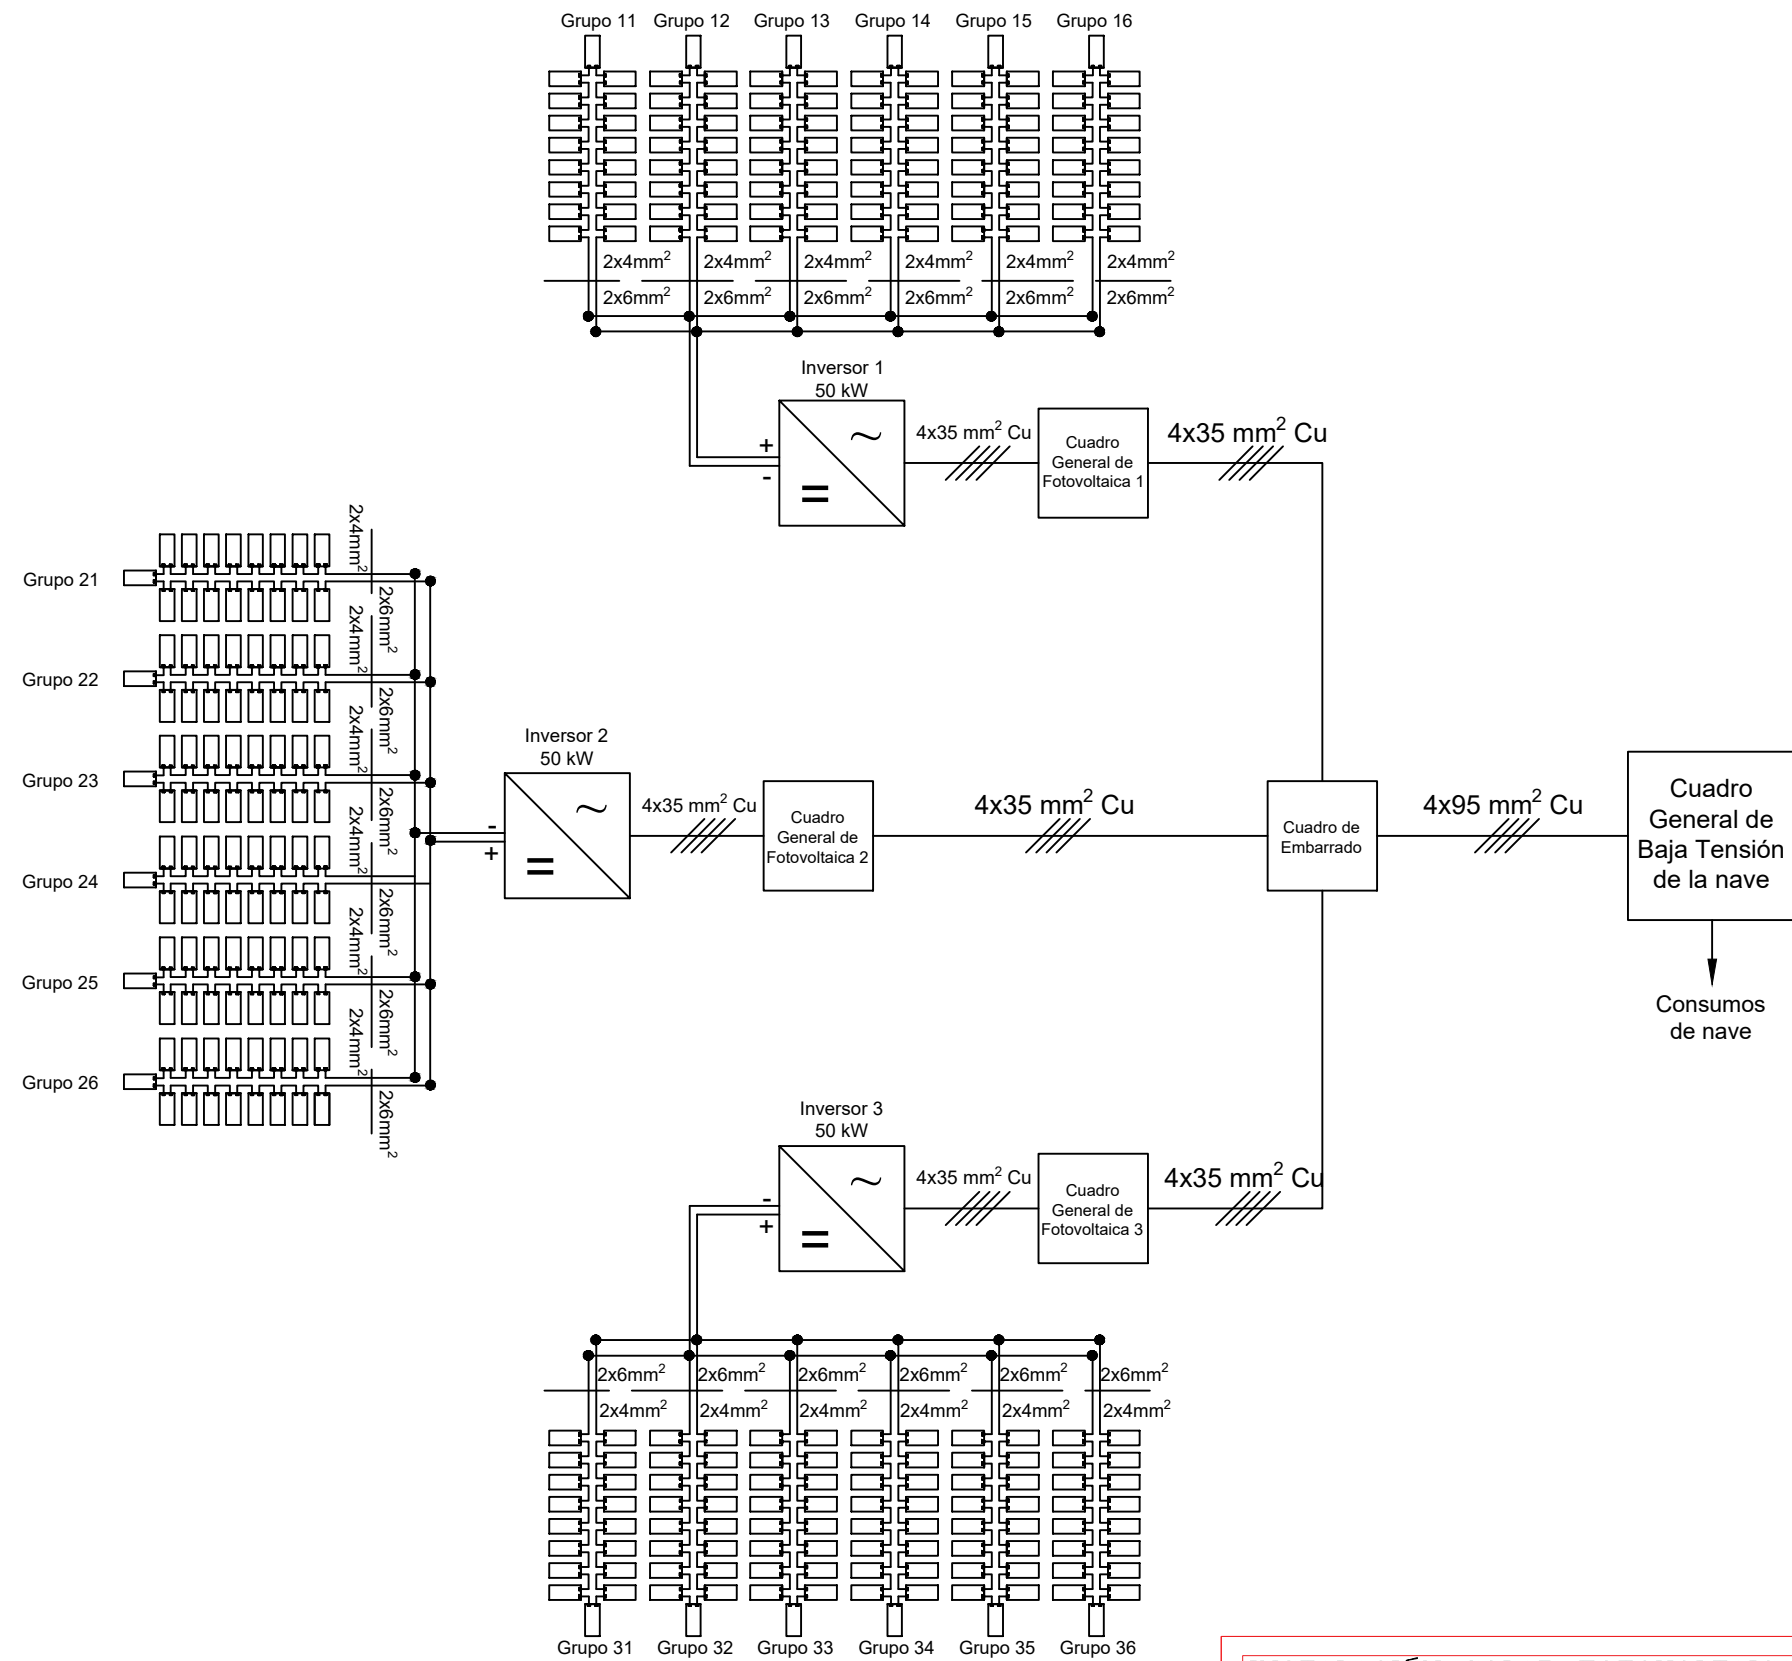 Grupo 11 Grupo 12 Grupo 13 Grupo 14 Grupo 15 Grupo 16
2x4mm² 2x4mm² 2x4mm² 2x4mm² 2x4mm² 2x4mm²
2x6mm² 2x6mm² 2x6mm² 2x6mm² 2x6mm² 2x6mm²
Inversor 1
50 kW
+
-
~
=
4x35 mm² Cu
Cuadro
General de
Fotovoltaica 1
4x35 mm² Cu
Grupo 21
2x4mm²
2x6mm²
Grupo 22
2x4mm²
2x6mm²
Grupo 23
2x4mm²
2x6mm²
Grupo 24
2x4mm²
2x6mm²
Grupo 25
2x4mm²
2x6mm²
Grupo 26
2x4mm²
2x6mm²
Inversor 2
50 kW
-
+
~
=
4x35 mm² Cu
Cuadro
General de
Fotovoltaica 2
4x35 mm² Cu
Cuadro de
Embarrado
4x95 mm² Cu
Cuadro
General de
Baja Tensión
de la nave
Consumos
de nave
Inversor 3
50 kW
-
+
~
=
4x35 mm² Cu
Cuadro
General de
Fotovoltaica 3
4x35 mm² Cu
2x6mm² 2x6mm² 2x6mm² 2x6mm² 2x6mm² 2x6mm²
2x4mm² 2x4mm² 2x4mm² 2x4mm² 2x4mm² 2x4mm²
Grupo 31 Grupo 32 Grupo 33 Grupo 34 Grupo 35 Grupo 36